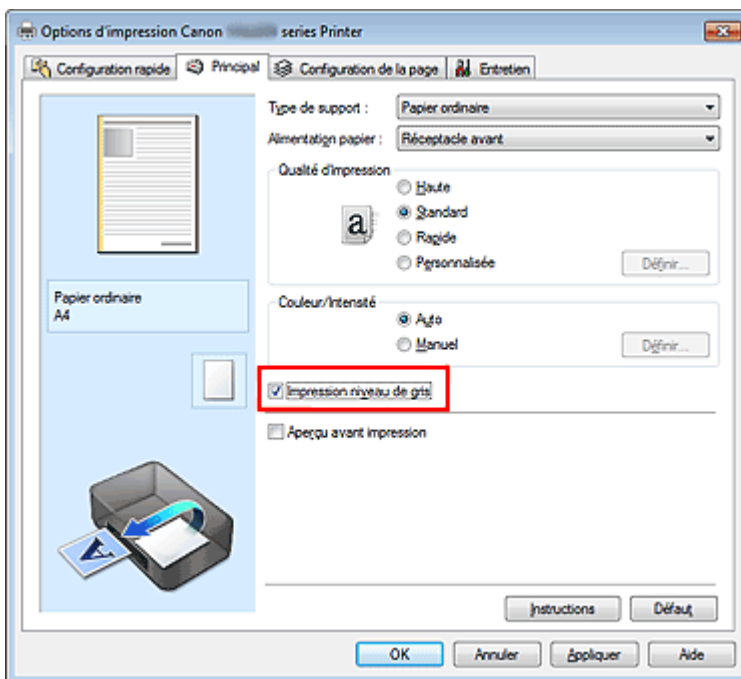 Options d'impression Canon series Printer
Configuration rapide Principal Configuration de la page Entretien
Type de support : Papier ordinaire
Alimentation papier : Réceptacle avant
Qualité d'impression
Haute
a Standard
Rapide
Personnalisée Définir...
Papier ordinaire
A4
Couleur/Intensité
Auto
Manuel Définir...
Impression niveau de gris
Aperçu avant impression
A
Instructions Défaut
OK Annuler Appliquer Aide